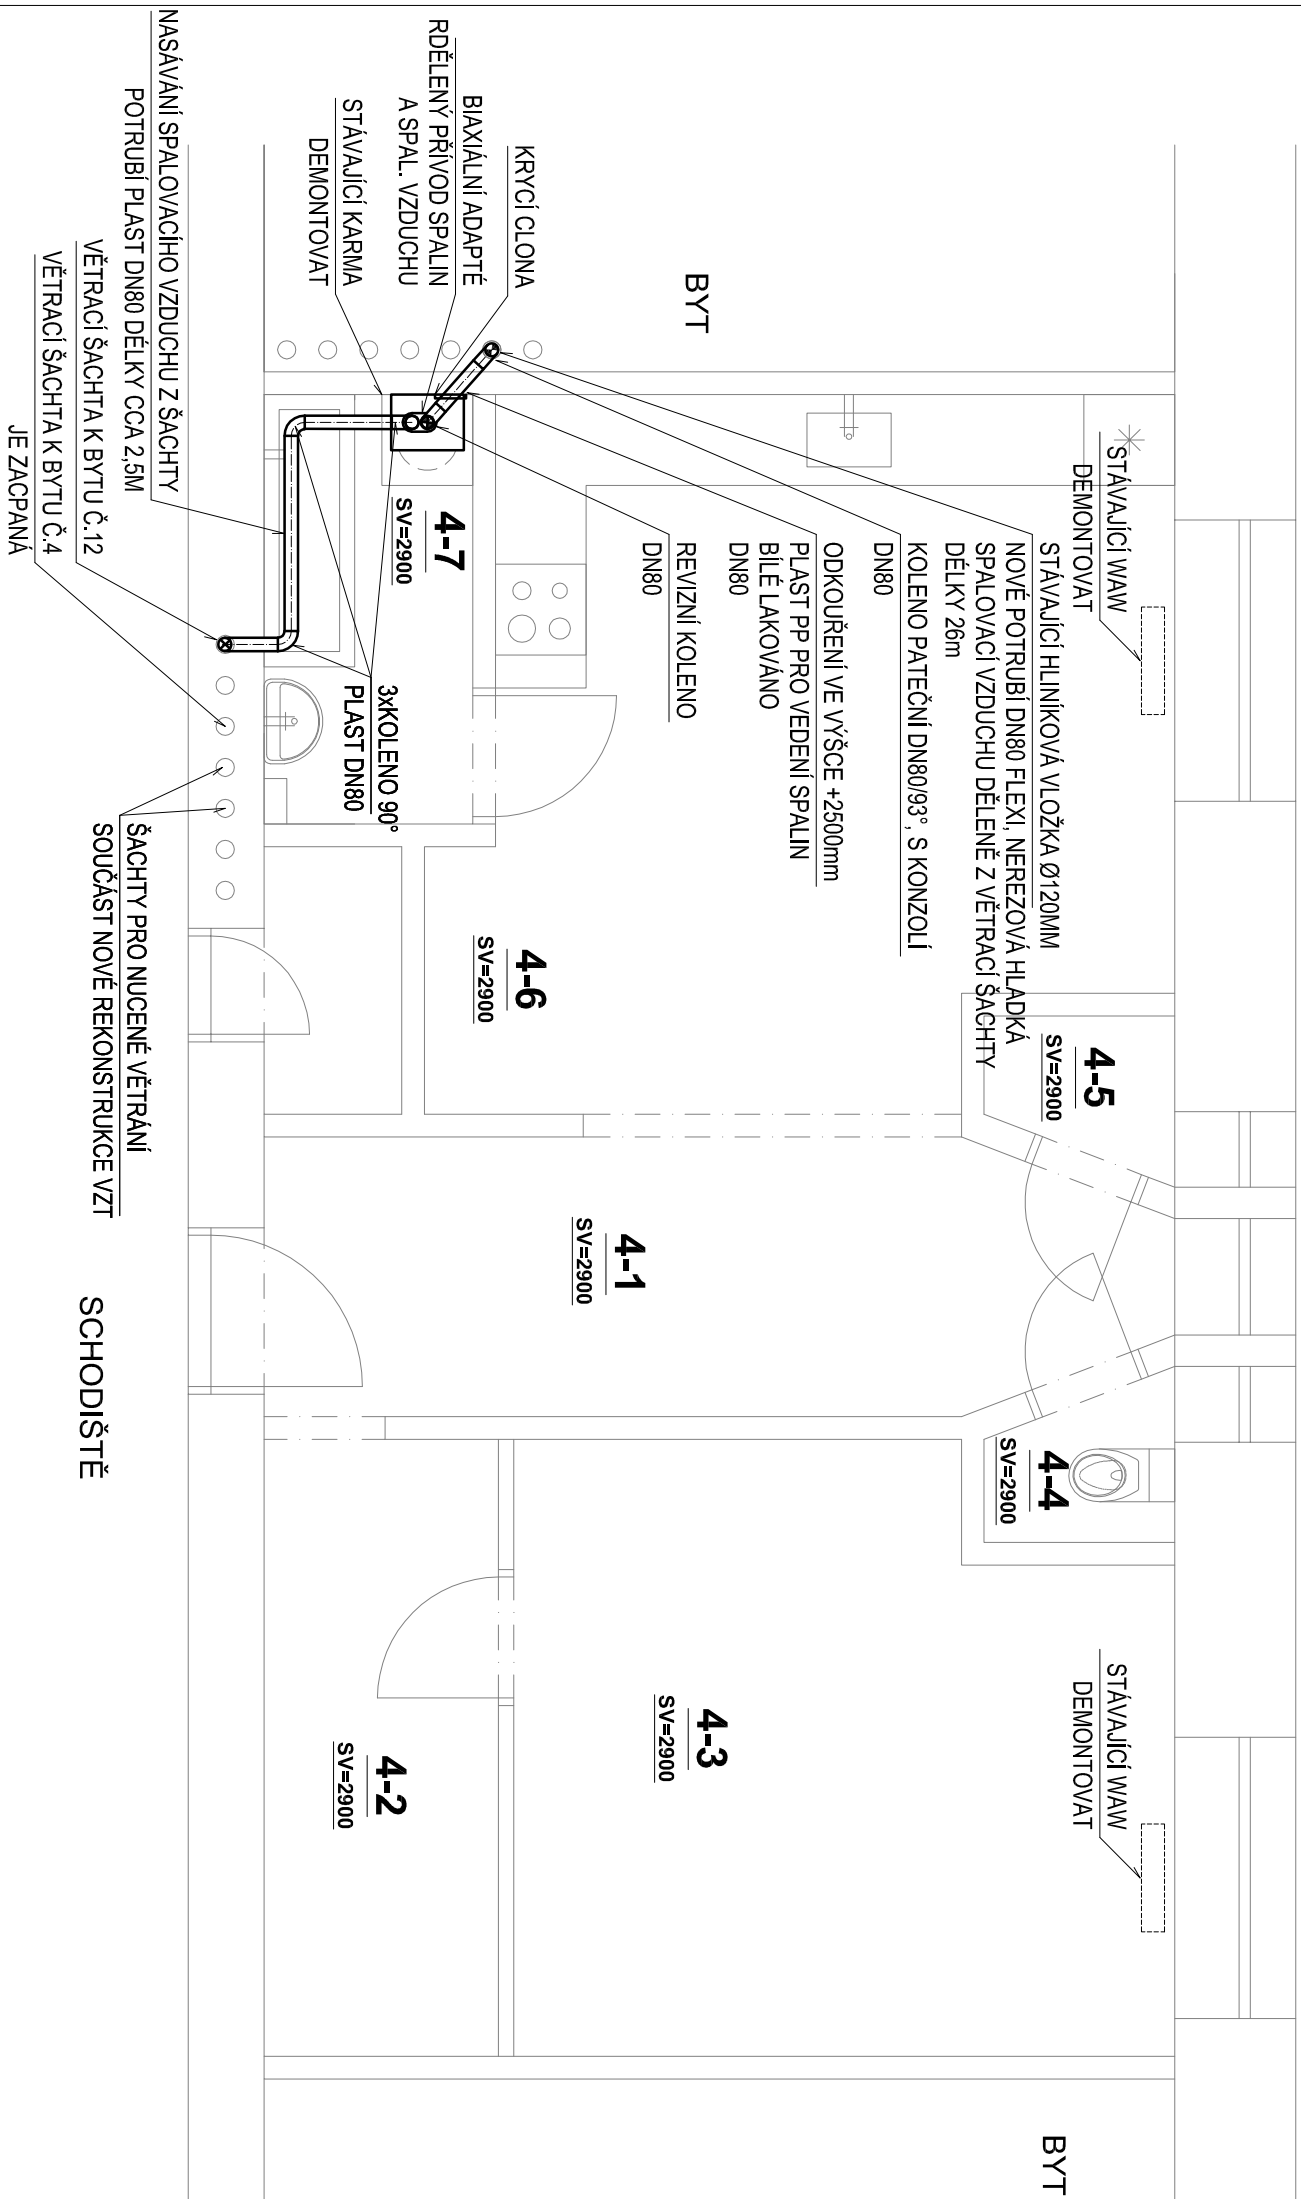 NASÁVÁNÍ SPALOVACÍHO VZDUCHU Z ŠACHTY
POTRUBÍ PLAST DN80 DÉLKY CCA 2,5M
VĚTRACÍ ŠACHTA K BYTU Č.12
VĚTRACÍ ŠACHTA K BYTU Č.4
JE ZACPANÁ
STÁVAJÍCÍ KARMA
DEMONTOVAT
BIAXIÁLNÍ ADAPTÉ
RDĚLENÝ PŘÍVOD SPALIN
A SPAL. VZDUCHU
KRYCÍ CLONA
BYT
STÁVAJÍCÍ WAW
DEMONTOVAT
STÁVAJÍCÍ HLINÍKOVÁ VLOŽKA Ø120MM
NOVÉ POTRUBÍ DN80 FLEXI, NEREZOVÁ HLADKÁ
SPALOVACÍ VZDUCHU DĚLENĚ Z VĚTRACÍ ŠACHTY
DÉLKY 26m
KOLENO PATEČNÍ DN80/93°, S KONZOLÍ
DN80
ODKOUŘENÍ VE VÝŠCE +2500mm
PLAST PP PRO VEDENÍ SPALIN
BÍLÉ LAKOVÁNO
DN80
REVIZNÍ KOLENO
DN80
4-7
SV=2900
3xKOLENO 90°
PLAST DN80
ŠACHTY PRO NUCENÉ VĚTRÁNÍ
SOUČÁST NOVÉ REKONSTRUKCE VZT
4-6
SV=2900
4-5
SV=2900
4-1
SV=2900
SCHODIŠTĚ
4-4
SV=2900
4-3
SV=2900
4-2
SV=2900
STÁVAJÍCÍ WAW
DEMONTOVAT
BYT